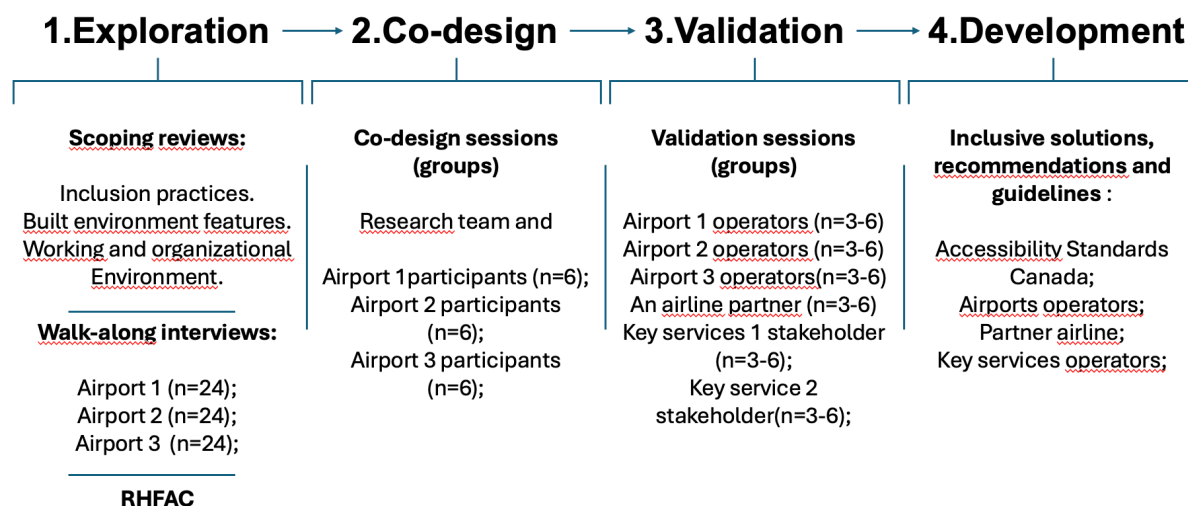 1.Exploration
2.Co-design
3.Validation
4.Development
Scoping reviews:
Inclusion practices.
Built environment features.
Working and organizational
Environment.
Walk-along interviews:
Airport 1 (n=24);
Airport 2 (n=24);
Airport 3 (n=24);
RHFAC
Co-design sessions
(groups)
Research team and
Airport 1participants (n=6);
Airport 2 participants
(n=6);
Airport 3 participants
(n=6);
Validation sessions
(groups)
Airport 1 operators (n=3-6)
Airport 2 operators (n=3-6)
Airport 3 operators(n=3-6)
An airline partner (n=3-6)
Key services 1 stakeholder
(n=3-6);
Key service 2
stakeholder(n=3-6);
Inclusive solutions,
recommendations and
guidelines :
Accessibility Standards
Canada;
Airports operators;
Partner airline;
Key services operators;